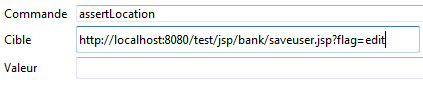 Commande assertLocation
Cible http://localhost:8080/test/jsp/bank/saveuser.jsp?flag=edit
Valeur